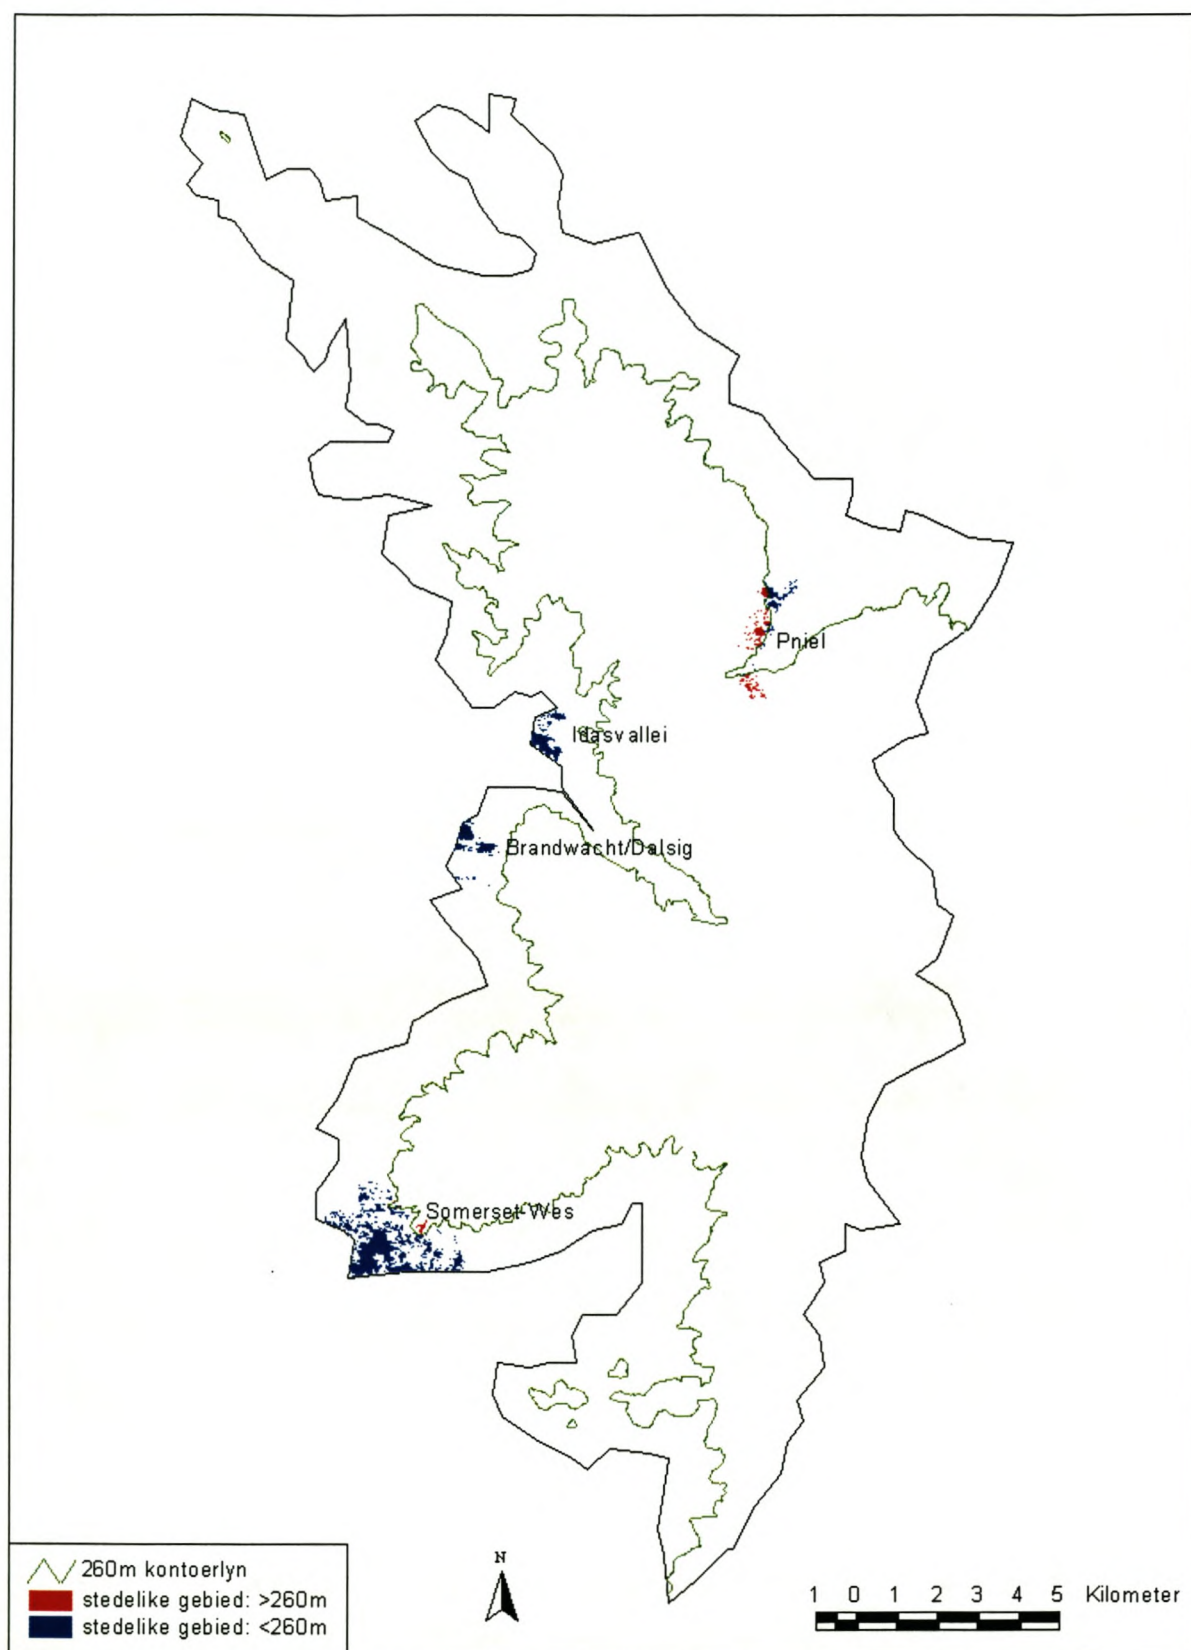 Pniel
Idasvallei
Brandwacht/Dalsig
Somerset-Wes
260m kontoerlyn
stedelike gebied: >260m
stedelike gebied: <260m
N
1 0 1 2 3 4 5 Kilometer